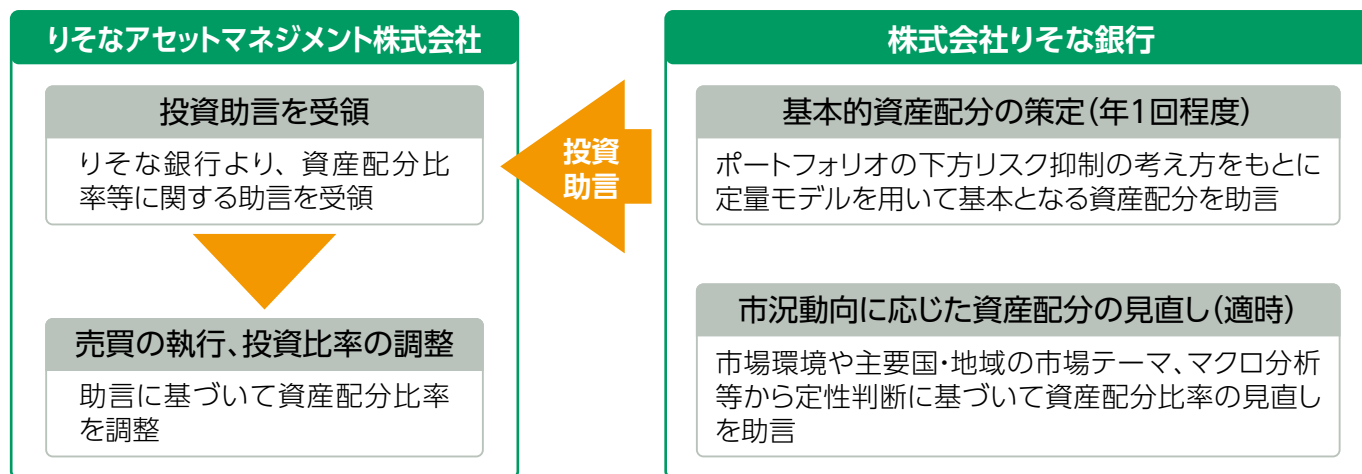 りそなアセットマネジメント株式会社
投資助言を受領
りそな銀行より、資産配分比
率等に関する助言を受領
売買の執行、投資比率の調整
助言に基づいて資産配分比率
を調整
投資
助言
株式会社りそな銀行
基本的資産配分の策定(年1回程度)
ポートフォリオの下方リスク抑制の考え方をもとに
定量モデルを用いて基本となる資産配分を助言
市況動向に応じた資産配分の見直し(適時)
市場環境や主要国・地域の市場テーマ、マクロ分析
等から定性判断に基づいて資産配分比率の見直し
を助言